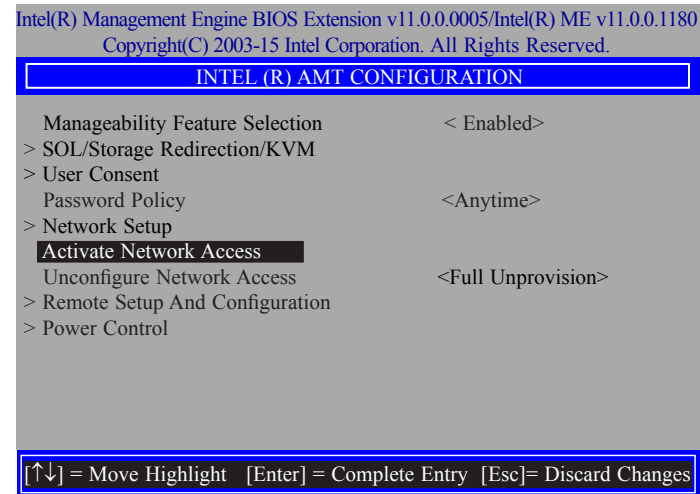 Intel(R) Management Engine BIOS Extension v11.0.0.0005/Intel(R) ME v11.0.0.1180
Copyright(C) 2003-15 Intel Corporation. All Rights Reserved.
INTEL (R) AMT CONFIGURATION
Manageability Feature Selection < Enabled>
> SOL/Storage Redirection/KVM
> User Consent
Password Policy <Anytime>
> Network Setup
Activate Network Access
Unconfigure Network Access <Full Unprovision>
> Remote Setup And Configuration
> Power Control
[↑↓] = Move Highlight [Enter] = Complete Entry [Esc]= Discard Changes